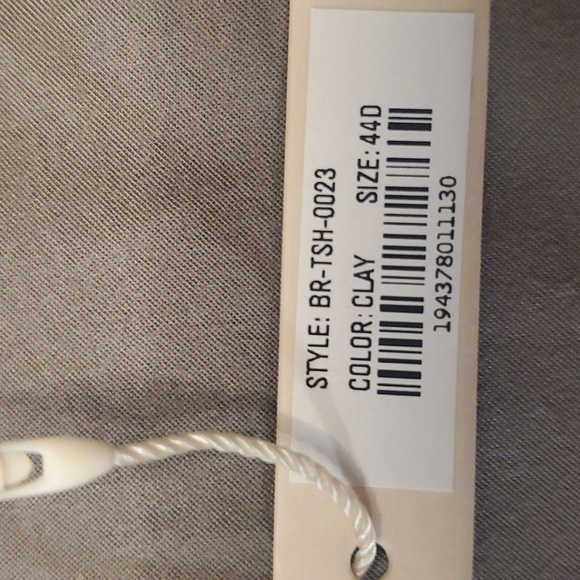 STYLE: BR-TSH-0023
COLOR: CLAY SIZE: 44D
194378011130